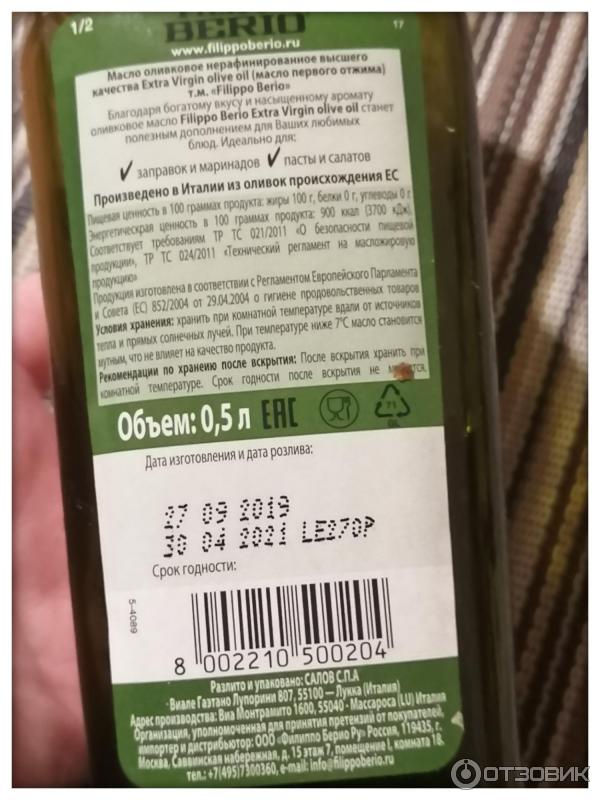 1/2
BERIO
17
www.filippoberio.ru
Масло оливковое нерафинированное высшего
качества Extra Virgin olive oil (масло первого отжима)
т.м. «Filippo Berio»
Благодаря богатому вкусу и насыщенному аромату
оливковое масло Filippo Berio Extra Virgin olive oil станет
полезным дополнением для Ваших любимых
блюд. Идеально для:
✓ заправок и маринадов ✓ пасты и салатов
Произведено в Италии из оливок происхождения ЕС
Пищевая ценность в 100 граммах продукта: жиры 100 г, белки 0 г, углеводы 0 г
Энергетическая ценность в 100 граммах продукта: 900 ккал (3700 кДж).
Соответствует требованиям ТР ТС 021/2011 «О безопасности пищевой
продукции», ТР ТС 024/2011 «Технический регламент на масложировую
продукцию»
Продукция изготовлена в соответствии с Регламентом Европейского Парламента
и Совета (ЕС) 852/2004 от 29.04.2004 о гигиене продовольственных товаров
Условия хранения: хранить при комнатной температуре вдали от источников
тепла и прямых солнечных лучей. При температуре ниже 7°С масло становится
мутным, что не влияет на качество продукта.
Рекомендации по хранению после вскрытия: После вскрытия хранить при
комнатной температуре. Срок годности после вскрытия не
Объем: 0,5 л EAC
71
GL
Дата изготовления и дата розлива:
27 09 2019
30 04 2021 LE270P
Срок годности:
5-4089
8 002210 500204
Разлито и упаковано: САЛОВ С.П.А
Виале Гаэтано Лупорини 807, 55100 — Лукка (Италия)
Адрес производства: Виа Монтрамито 1600, 55040 - Массароса (LU) Италия
Организация, уполномоченная для принятия претензий от покупателей,
импортер и дистрибьютор: ООО «Филиппо Берио Ру» Россия, 119435, г.
Москва, Саввинская набережная, д. 15 этаж 7, помещение I, комната 1В.
тел.:+7(495)7300360, e-mail: info@filippoberio.ru
ОТЗОВИК